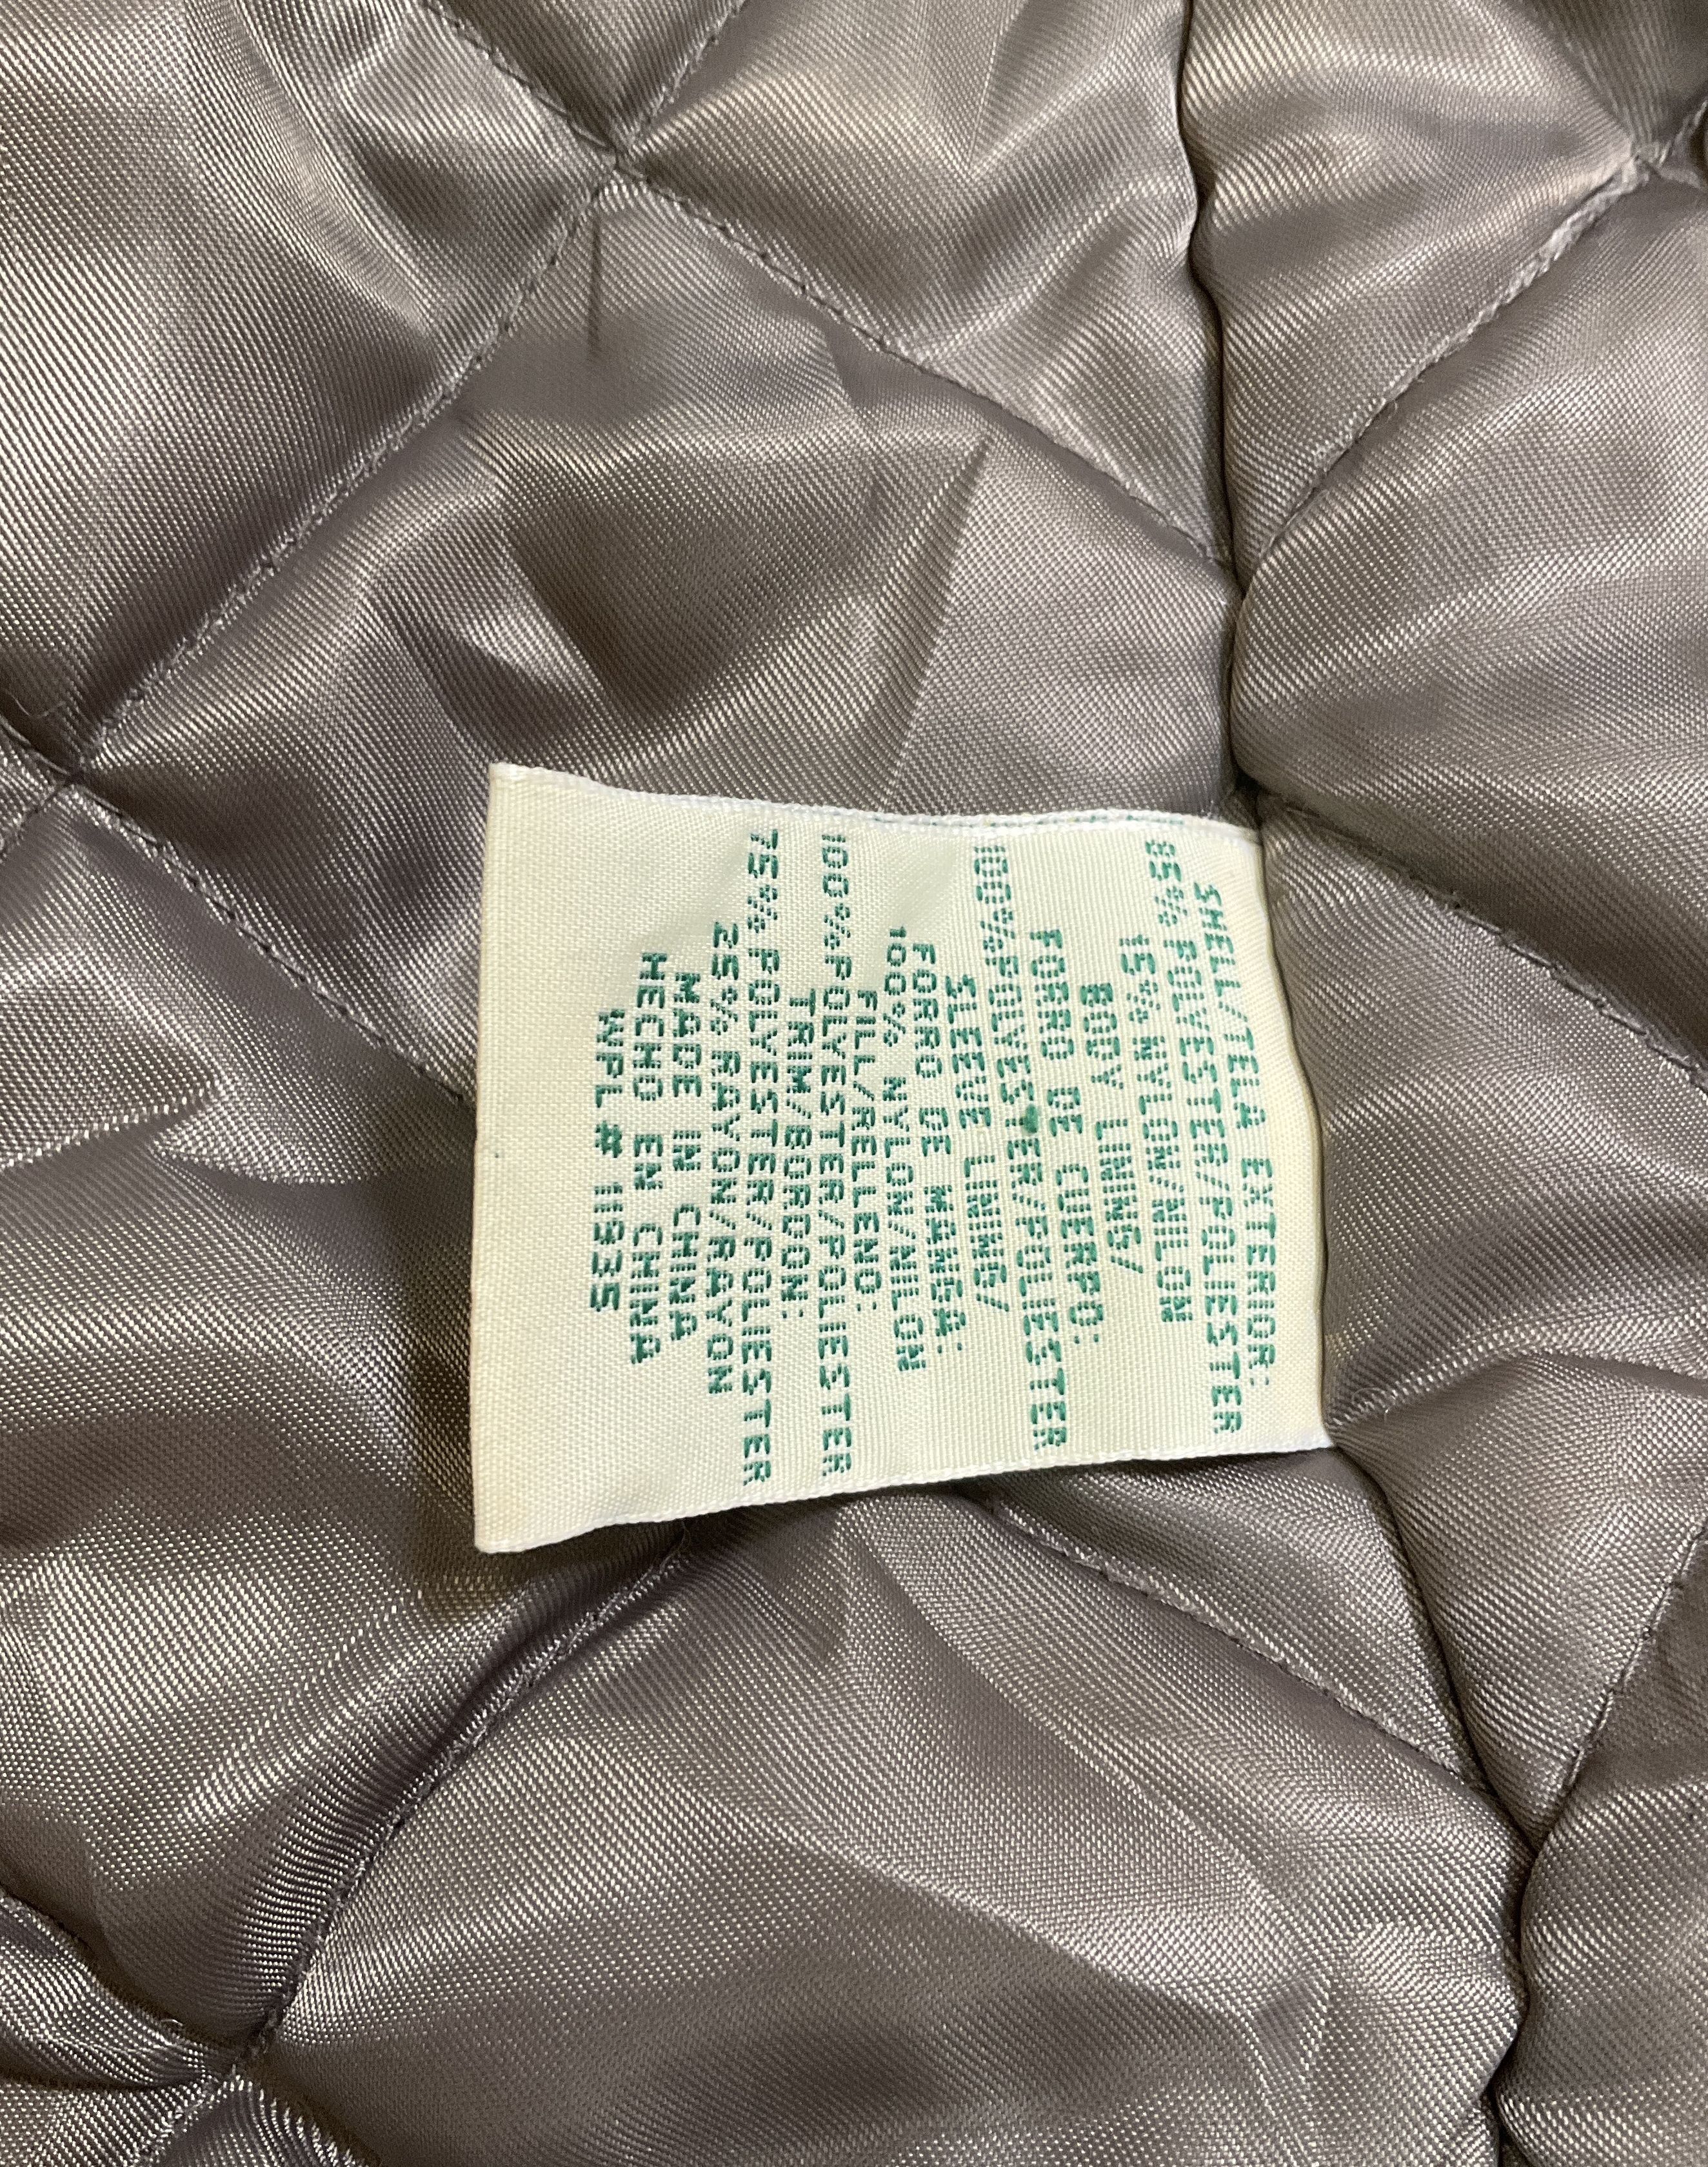 SHELL/TELA EXTERIOR:
85% POLYESTER/POLIESTER
15% NYLON/NILON
BODY LINING/
FORRO DE CUERPO:
100% POLYESTER/POLIESTER
SLEEVE LINING/
FORRO DE MANGA:
100% NYLON/NILON
FILL/RELLENO:
100% POLYESTER/POLIESTER
TRIM/BORDON:
75% POLYESTER/POLIESTER
25% RAYON/RAYON
MADE IN CHINA
HECHO EN CHINA
WPL # 11935